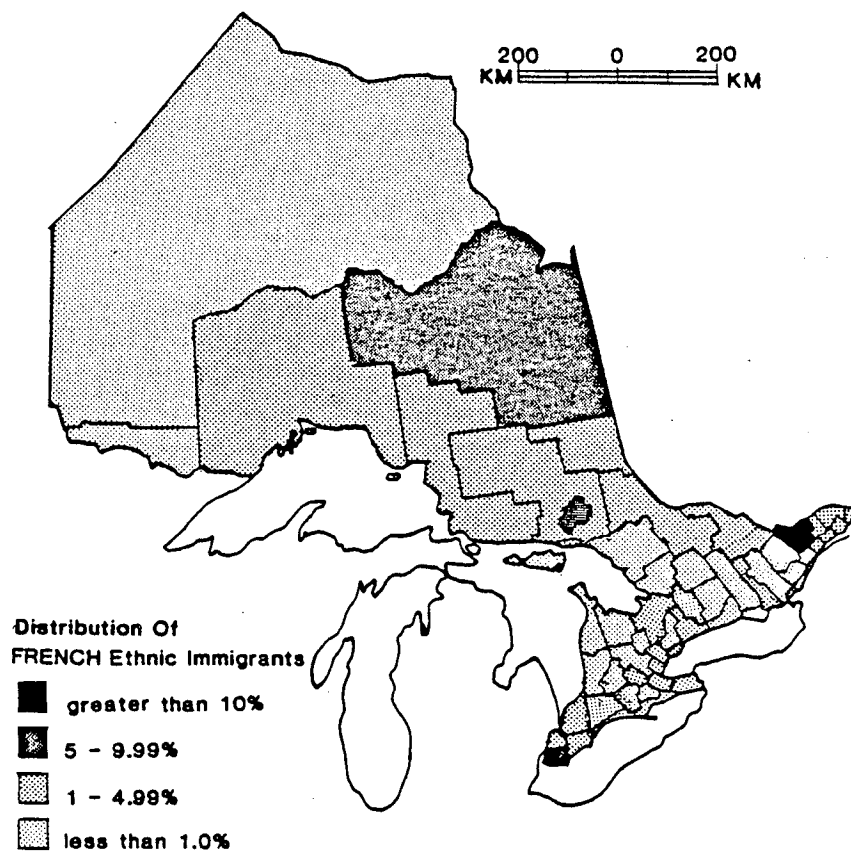 200 0 200
KM KM
Distribution Of
FRENCH Ethnic Immigrants
greater than 10%
5 - 9.99%
1 - 4.99%
less than 1.0%